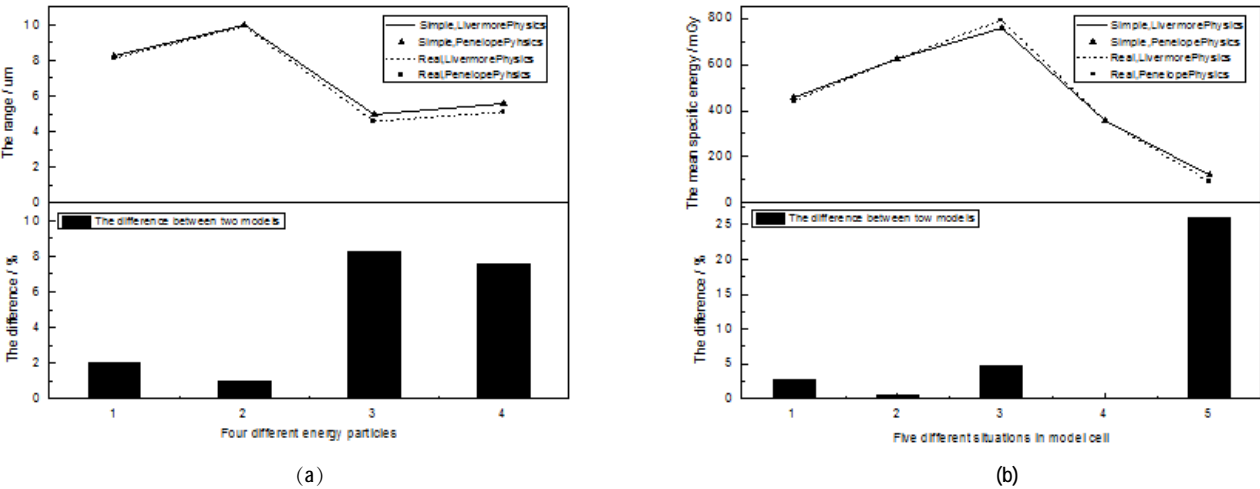 10
8
6
4
2
0
The range / um
Simple,LivermorePhysics
Simple,PenelopePyhsics
Real,LivermorePhysics
Real,PenelopePyhsics
10
8
6
4
2
0
The difference / %
The difference between two models
1 2 3 4
Four different energy particles
(a)
800
600
400
200
0
The mean specific energy / mGy
Simple,LivermorePhysics
Simple,PenelopePhysics
Real,LivermorePhysics
Real,PenelopePhysics
25
20
15
10
5
0
The difference / %
The difference between tow models
1 2 3 4 5
Five different situations in model cell
(b)